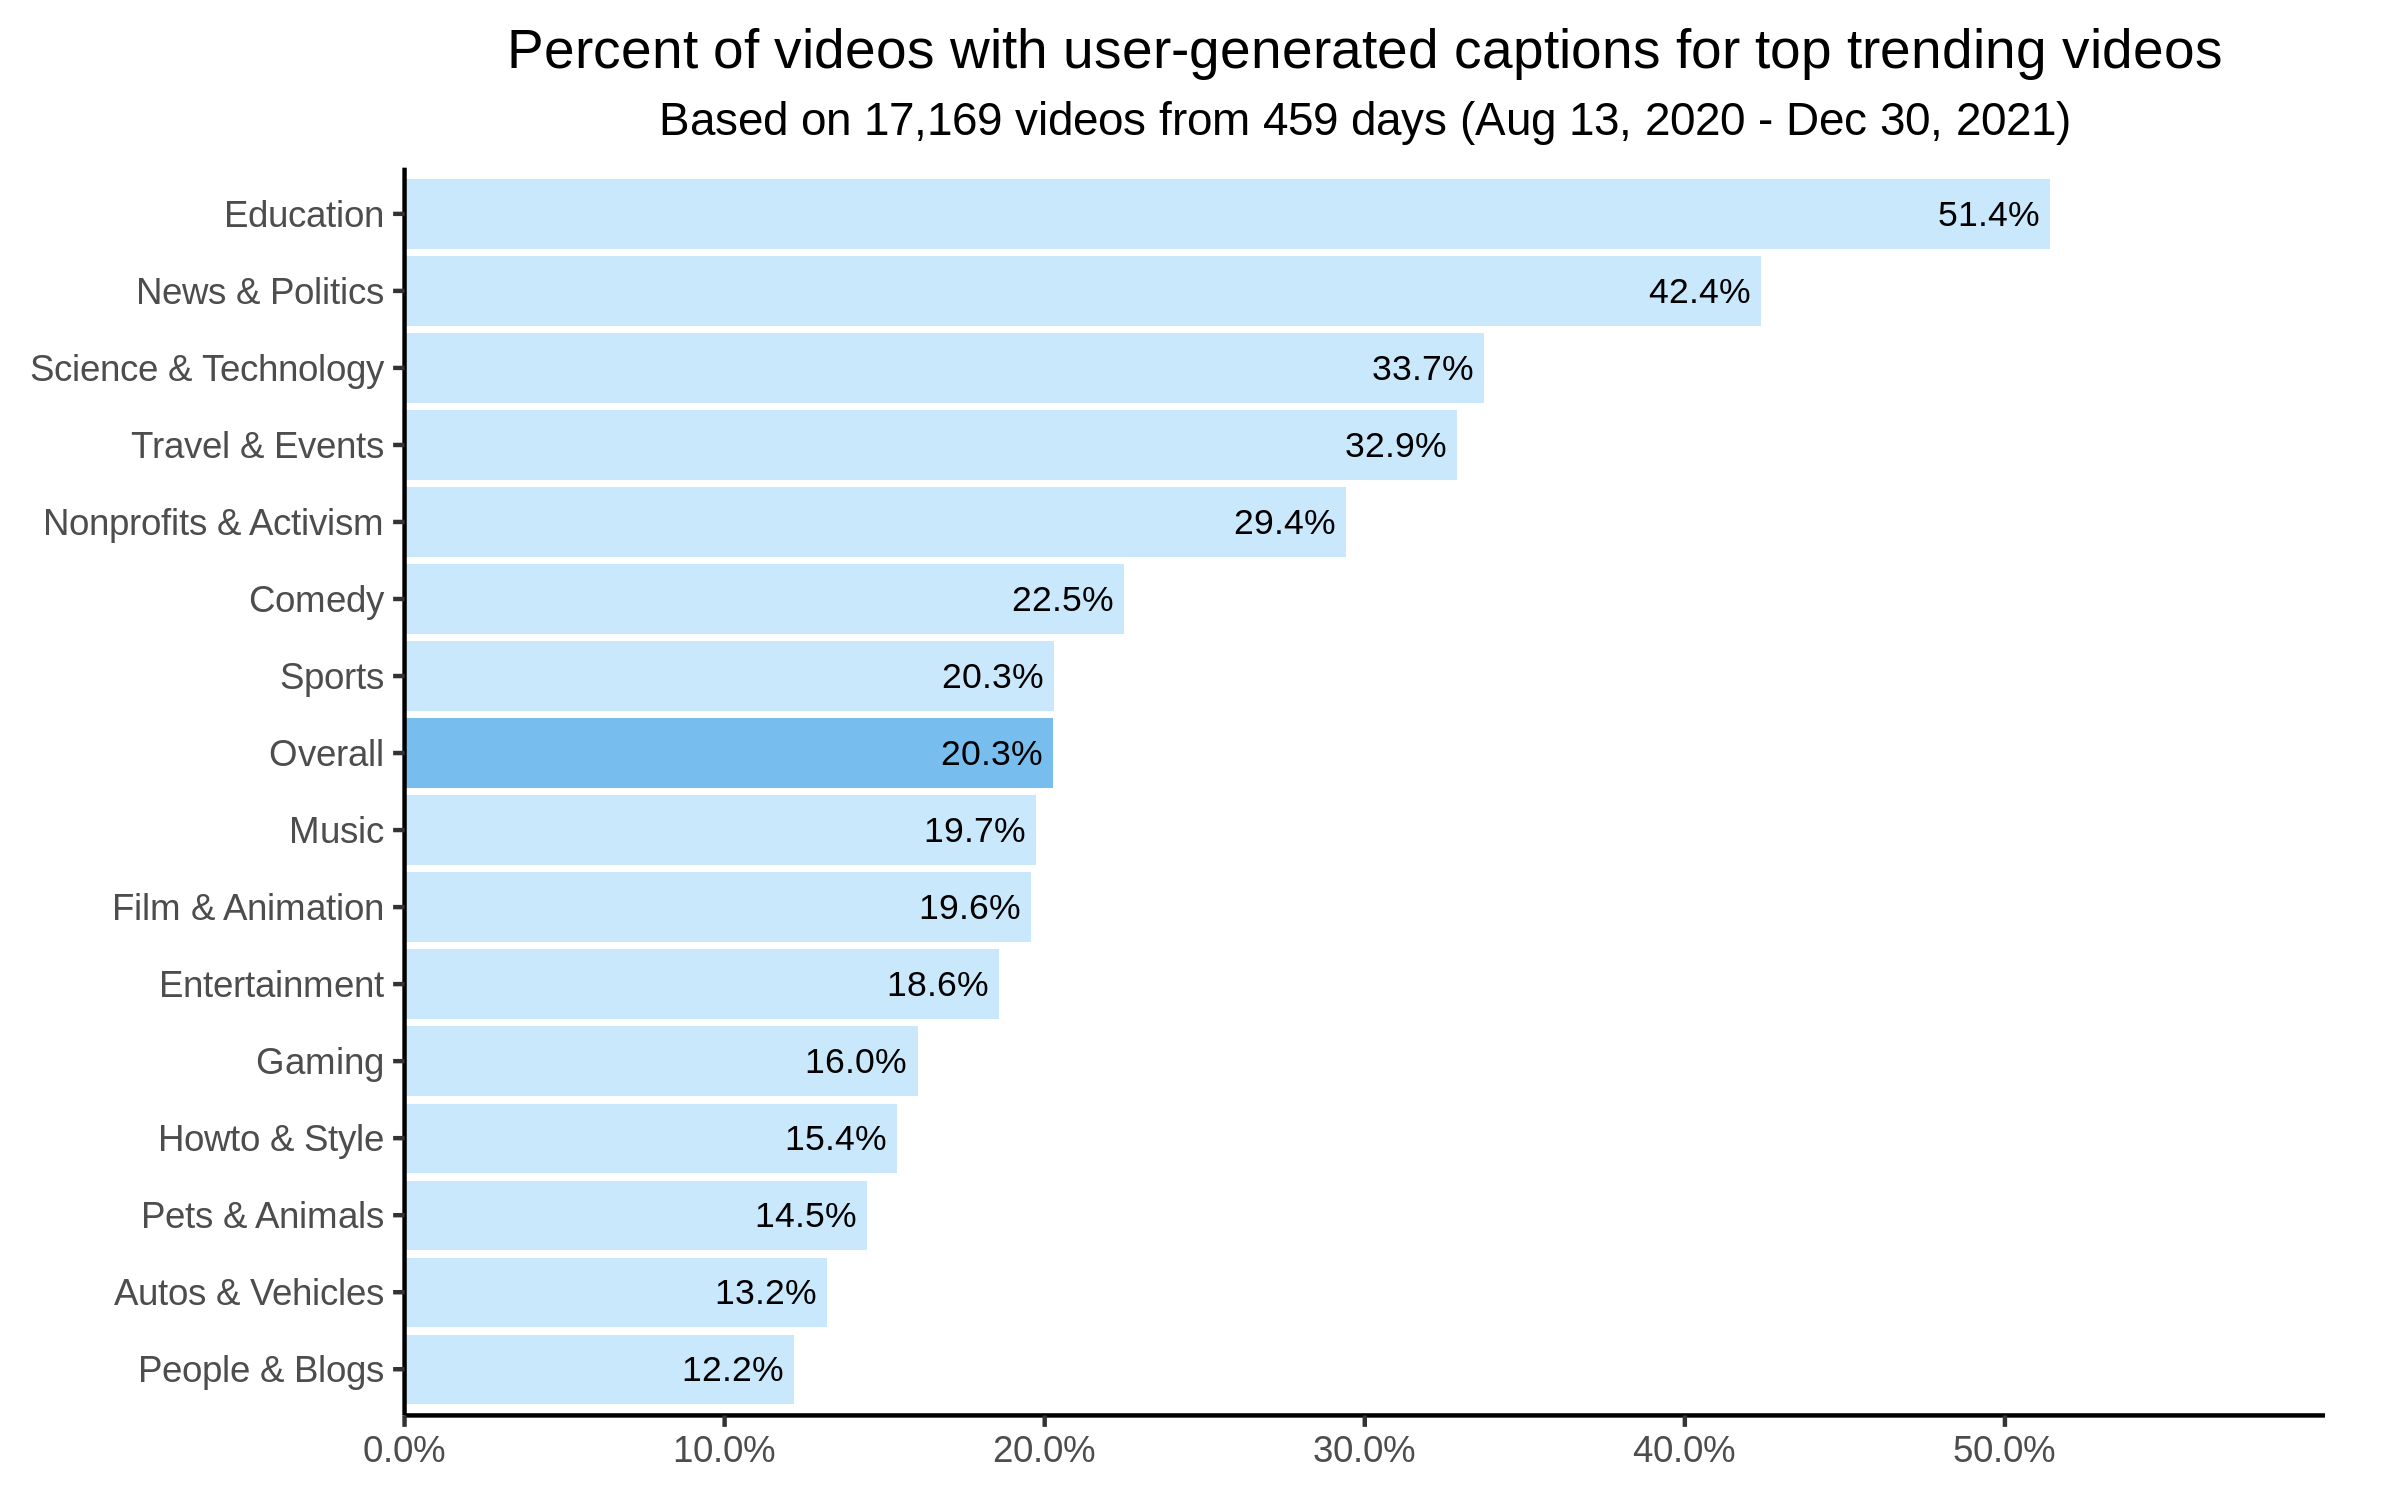 Percent of videos with user-generated captions for top trending videos
Based on 17,169 videos from 459 days (Aug 13, 2020 - Dec 30, 2021)
Education 51.4%
News & Politics 42.4%
Science & Technology 33.7%
Travel & Events 32.9%
Nonprofits & Activism 29.4%
Comedy 22.5%
Sports 20.3%
Overall 20.3%
Music 19.7%
Film & Animation 19.6%
Entertainment 18.6%
Gaming 16.0%
Howto & Style 15.4%
Pets & Animals 14.5%
Autos & Vehicles 13.2%
People & Blogs 12.2%
0.0% 10.0% 20.0% 30.0% 40.0% 50.0%